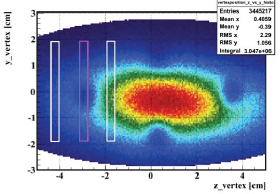 vertexposition_z_vs_y_histo
Entries 3445217
Mean x 0.4059
Mean y -0.39
RMS x 2.29
RMS y 1.056
Integral 3.047e+06
y_vertex [cm]
3
2
1
0
-1
-2
-3
-4 -2 0 2 4
z_vertex [cm]